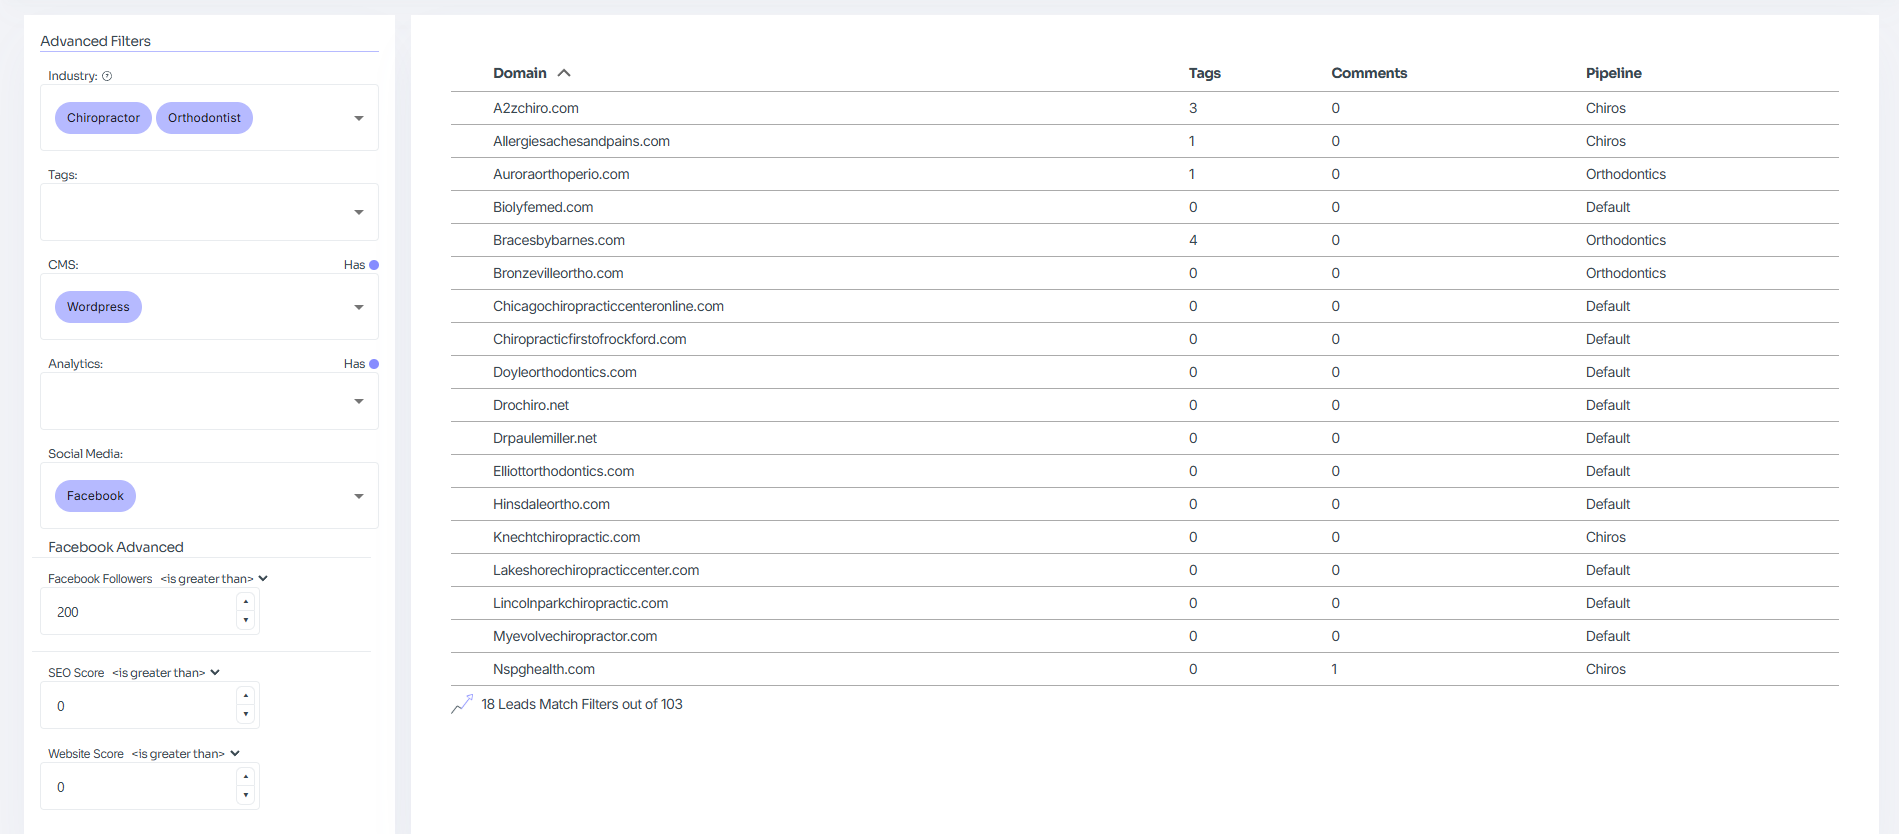 Advanced Filters
Industry:
Chiropractor Orthodontist
Tags:
CMS: Has
Wordpress
Analytics: Has
Social Media:
Facebook
Facebook Advanced
Facebook Followers <is greater than>
200
SEO Score <is greater than>
0
Website Score <is greater than>
0
Domain Tags Comments Pipeline
A2zchiro.com 3 0 Chiros
Allergiesachesandpains.com 1 0 Chiros
Auroraorthoperio.com 1 0 Orthodontics
Biolyfemed.com 0 0 Default
Bracesbybarnes.com 4 0 Orthodontics
Bronzevilleortho.com 0 0 Orthodontics
Chicagochiropracticcenteronline.com 0 0 Default
Chiropracticfirstofrockford.com 0 0 Default
Doyleorthodontics.com 0 0 Default
Drochiro.net 0 0 Default
Drpaulemiller.net 0 0 Default
Elliottorthodontics.com 0 0 Default
Hinsdaleortho.com 0 0 Default
Knechtchiropractic.com 0 0 Chiros
Lakeshorechiropracticcenter.com 0 0 Default
Lincolnparkchiropractic.com 0 0 Default
Myevolvechiropractor.com 0 0 Default
Nspghealth.com 0 1 Chiros
18 Leads Match Filters out of 103